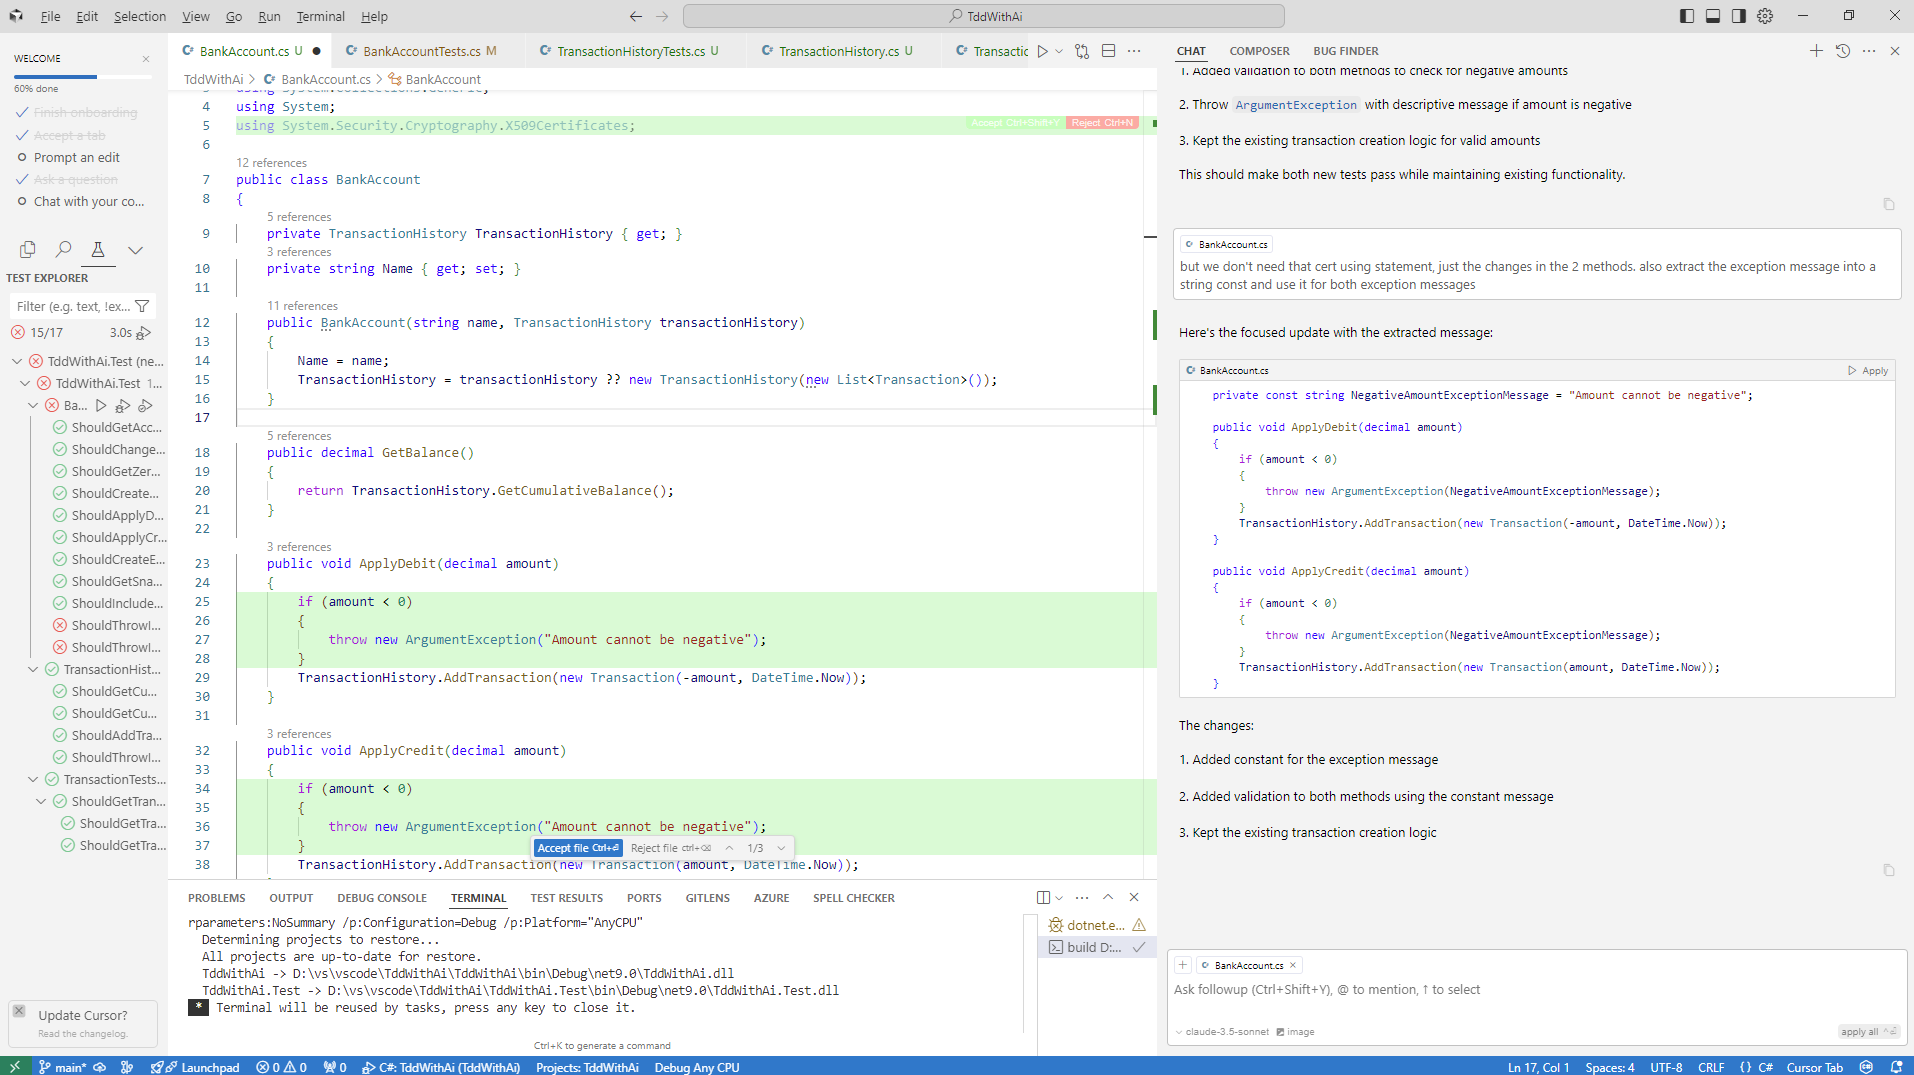 File Edit Selection View Go Run Terminal Help
TddWithAi
WELCOME
60% done
Finish onboarding
Accept a tab
Prompt an edit
Ask a question
Chat with your co...
TEST EXPLORER
Filter (e.g. text, !ex...
15/17 3.0s
TddWithAi.Test (ne...
TddWithAi.Test 1...
Ba...
ShouldGetAcc...
ShouldChange...
ShouldGetZer...
ShouldCreate...
ShouldApplyD...
ShouldApplyCr...
ShouldCreateE...
ShouldGetSna...
ShouldInclude...
ShouldThrowI...
ShouldThrowI...
TransactionHist...
ShouldGetCu...
ShouldGetCu...
ShouldAddTra...
ShouldThrowI...
TransactionTests...
ShouldGetTran...
ShouldGetTra...
ShouldGetTra...
Update Cursor?
Read the changelog.
BankAccount.cs U BankAccountTests.cs M TransactionHistoryTests.cs U TransactionHistory.cs U Transactic
TddWithAi > BankAccount.cs > BankAccount
3 using System.Collections.Generic;
4 using System;
5 using System.Security.Cryptography.X509Certificates; Accept Ctrl+Shift+Y Reject Ctrl+N
6
12 references
7 public class BankAccount
8 {
5 references
9 private TransactionHistory TransactionHistory { get; }
3 references
10 private string Name { get; set; }
11
11 references
12 public BankAccount(string name, TransactionHistory transactionHistory)
13 {
14 Name = name;
15 TransactionHistory = transactionHistory ?? new TransactionHistory(new List<Transaction>());
16 }
17
5 references
18 public decimal GetBalance()
19 {
20 return TransactionHistory.GetCumulativeBalance();
21 }
22
3 references
23 public void ApplyDebit(decimal amount)
24 {
25 if (amount < 0)
26 {
27 throw new ArgumentException("Amount cannot be negative");
28 }
29 TransactionHistory.AddTransaction(new Transaction(-amount, DateTime.Now));
30 }
31
3 references
32 public void ApplyCredit(decimal amount)
33 {
34 if (amount < 0)
35 {
36 throw new ArgumentException("Amount cannot be negative");
37 }
38 TransactionHistory.AddTransaction(new Transaction(amount, DateTime.Now));
Accept file Ctrl+⏎ Reject file ctrl+⌫ 1/3
PROBLEMS OUTPUT DEBUG CONSOLE TERMINAL TEST RESULTS PORTS GITLENS AZURE SPELL CHECKER
rparameters:NoSummary /p:Configuration=Debug /p:Platform="AnyCPU"
Determining projects to restore...
All projects are up-to-date for restore.
TddWithAi -> D:\vs\vscode\TddWithAi\TddWithAi\bin\Debug\net9.0\TddWithAi.dll
TddWithAi.Test -> D:\vs\vscode\TddWithAi\TddWithAi.Test\bin\Debug\net9.0\TddWithAi.Test.dll
* Terminal will be reused by tasks, press any key to close it.
Ctrl+K to generate a command
dotnet.e...
build D:...
CHAT COMPOSER BUG FINDER
1. Added validation to both methods to check for negative amounts
2. Throw ArgumentException with descriptive message if amount is negative
3. Kept the existing transaction creation logic for valid amounts
This should make both new tests pass while maintaining existing functionality.
BankAccount.cs
but we don't need that cert using statement, just the changes in the 2 methods. also extract the exception message into a
string const and use it for both exception messages
Here's the focused update with the extracted message:
BankAccount.cs Apply
private const string NegativeAmountExceptionMessage = "Amount cannot be negative";
public void ApplyDebit(decimal amount)
{
if (amount < 0)
{
throw new ArgumentException(NegativeAmountExceptionMessage);
}
TransactionHistory.AddTransaction(new Transaction(-amount, DateTime.Now));
}
public void ApplyCredit(decimal amount)
{
if (amount < 0)
{
throw new ArgumentException(NegativeAmountExceptionMessage);
}
TransactionHistory.AddTransaction(new Transaction(amount, DateTime.Now));
}
The changes:
1. Added constant for the exception message
2. Added validation to both methods using the constant message
3. Kept the existing transaction creation logic
+ BankAccount.cs ×
Ask followup (Ctrl+Shift+Y), @ to mention, ↑ to select
claude-3.5-sonnet image apply all ^⏎
main* Launchpad 0 0 0 C#: TddWithAi (TddWithAi) Projects: TddWithAi Debug Any CPU Ln 17, Col 1 Spaces: 4 UTF-8 CRLF {} C# Cursor Tab